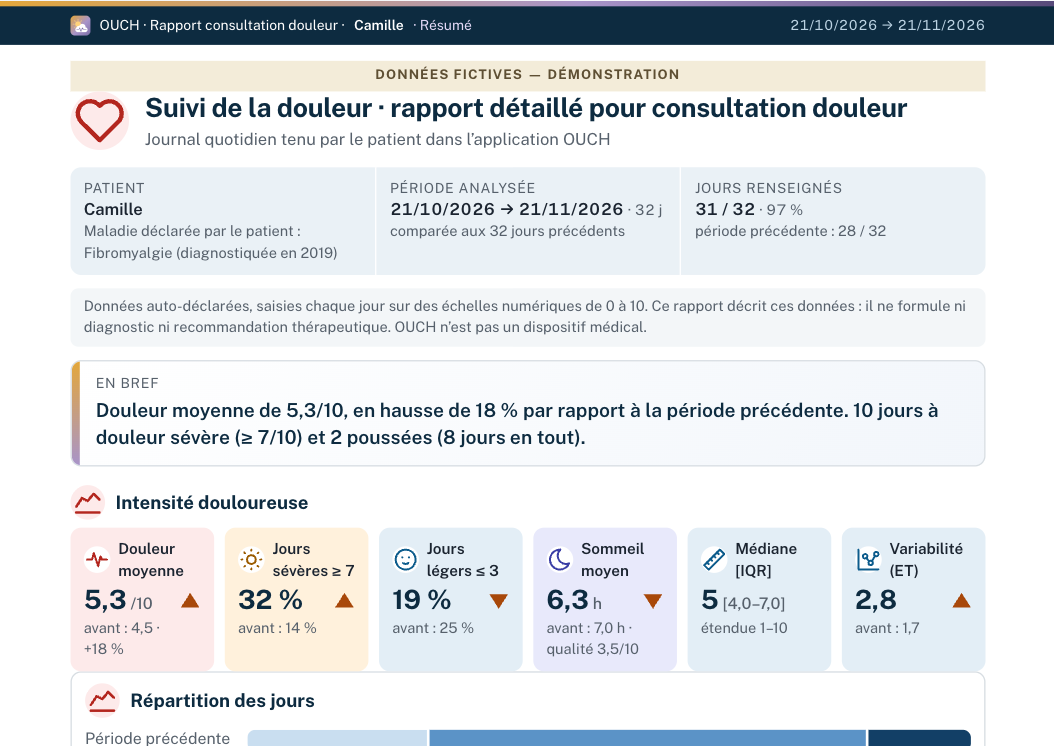 OUCH · Rapport consultation douleur · Camille · Résumé
21/10/2026 → 21/11/2026
DONNÉES FICTIVES — DÉMONSTRATION
Suivi de la douleur · rapport détaillé pour consultation douleur
Journal quotidien tenu par le patient dans l’application OUCH
PATIENT
Camille
Maladie déclarée par le patient :
Fibromyalgie (diagnostiquée en 2019)
PÉRIODE ANALYSÉE
21/10/2026 → 21/11/2026 · 32 j
comparée aux 32 jours précédents
JOURS RENSEIGNÉS
31 / 32 · 97 %
période précédente : 28 / 32
Données auto-déclarées, saisies chaque jour sur des échelles numériques de 0 à 10. Ce rapport décrit ces données : il ne formule ni
diagnostic ni recommandation thérapeutique. OUCH n’est pas un dispositif médical.
EN BREF
Douleur moyenne de 5,3/10, en hausse de 18 % par rapport à la période précédente. 10 jours à
douleur sévère (≥ 7/10) et 2 poussées (8 jours en tout).
Intensité douloureuse
Douleur
moyenne
5,3 /10 ▲
avant : 4,5 ·
+18 %
Jours
sévères ≥ 7
32 % ▲
avant : 14 %
Jours
légers ≤ 3
19 % ▼
avant : 25 %
Sommeil
moyen
6,3 h ▼
avant : 7,0 h ·
qualité 3,5/10
Médiane
[IQR]
5 [4,0–7,0]
étendue 1–10
Variabilité
(ET)
2,8 ▲
avant : 1,7
Répartition des jours
Période précédente